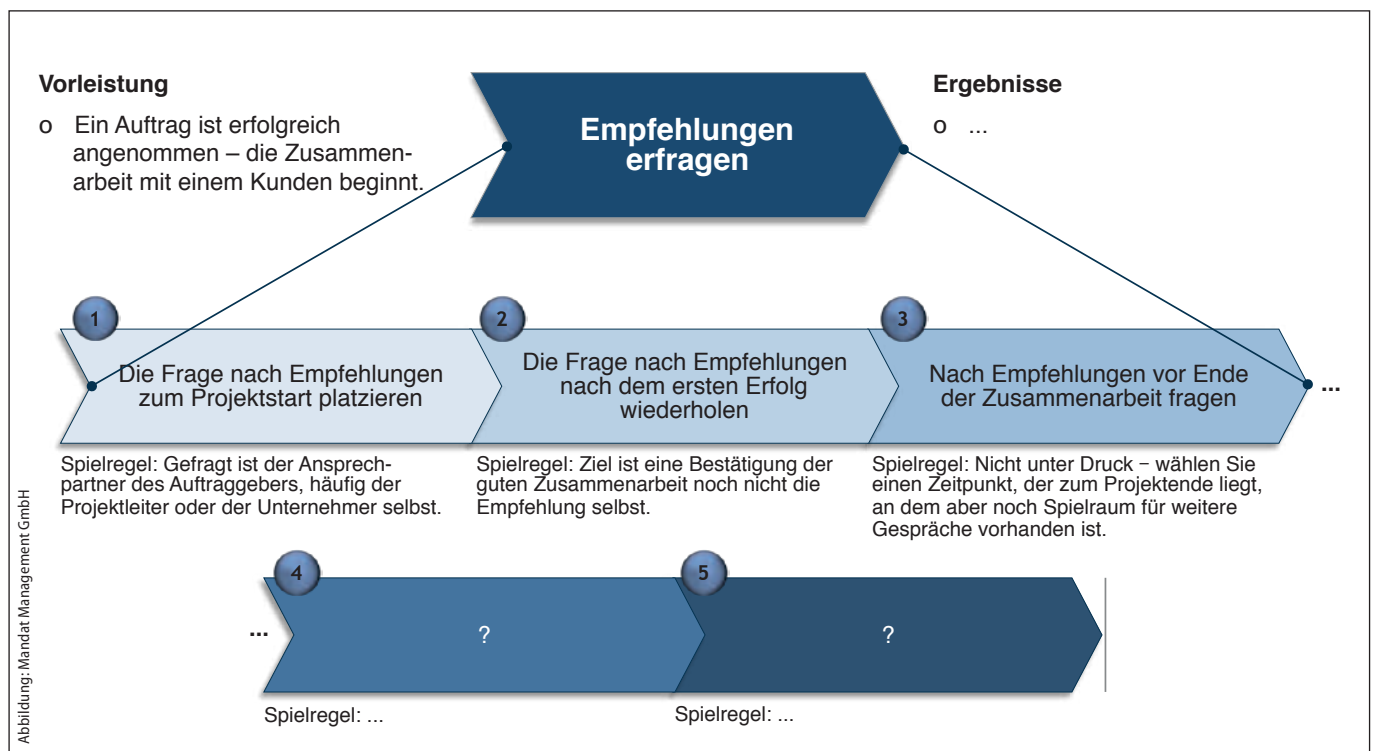 Vorleistung
o Ein Auftrag ist erfolgreich
angenommen – die Zusammen-
arbeit mit einem Kunden beginnt.
Empfehlungen
erfragen
Ergebnisse
o ...
1
Die Frage nach Empfehlungen
zum Projektstart platzieren
2
Die Frage nach Empfehlungen
nach dem ersten Erfolg
wiederholen
3
Nach Empfehlungen vor Ende
der Zusammenarbeit fragen
...
Spielregel: Gefragt ist der Ansprech-
partner des Auftraggebers, häufig der
Projektleiter oder der Unternehmer selbst.
Spielregel: Ziel ist eine Bestätigung der
guten Zusammenarbeit noch nicht die
Empfehlung selbst.
Spielregel: Nicht unter Druck – wählen Sie
einen Zeitpunkt, der zum Projektende liegt,
an dem aber noch Spielraum für weitere
Gespräche vorhanden ist.
...
4
?
5
?
Spielregel: ...
Spielregel: ...
Abbildung: Mandat Management GmbH